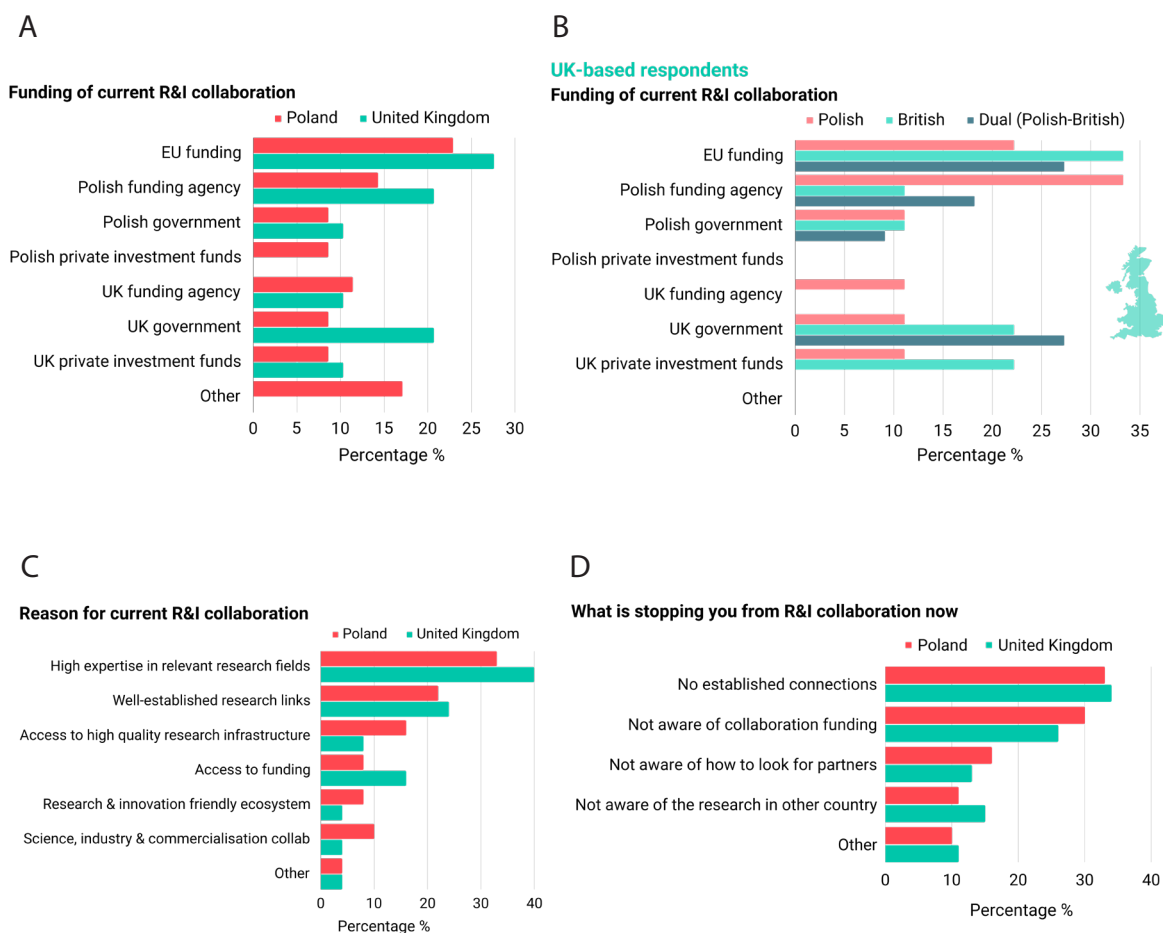 A
Funding of current R&I collaboration
Poland United Kingdom
EU funding
Polish funding agency
Polish government
Polish private investment funds
UK funding agency
UK government
UK private investment funds
Other
0 5 10 15 20 25 30
Percentage %
B
UK-based respondents
Funding of current R&I collaboration
Polish British Dual (Polish-British)
EU funding
Polish funding agency
Polish government
Polish private investment funds
UK funding agency
UK government
UK private investment funds
Other
0 5 10 15 20 25 30 35
Percentage %
C
Reason for current R&I collaboration
Poland United Kingdom
High expertise in relevant research fields
Well-established research links
Access to high quality research infrastructure
Access to funding
Research & innovation friendly ecosystem
Science, industry & commercialisation collab
Other
0 10 20 30 40
Percentage %
D
What is stopping you from R&I collaboration now
Poland United Kingdom
No established connections
Not aware of collaboration funding
Not aware of how to look for partners
Not aware of the research in other country
Other
0 10 20 30 40
Percentage %